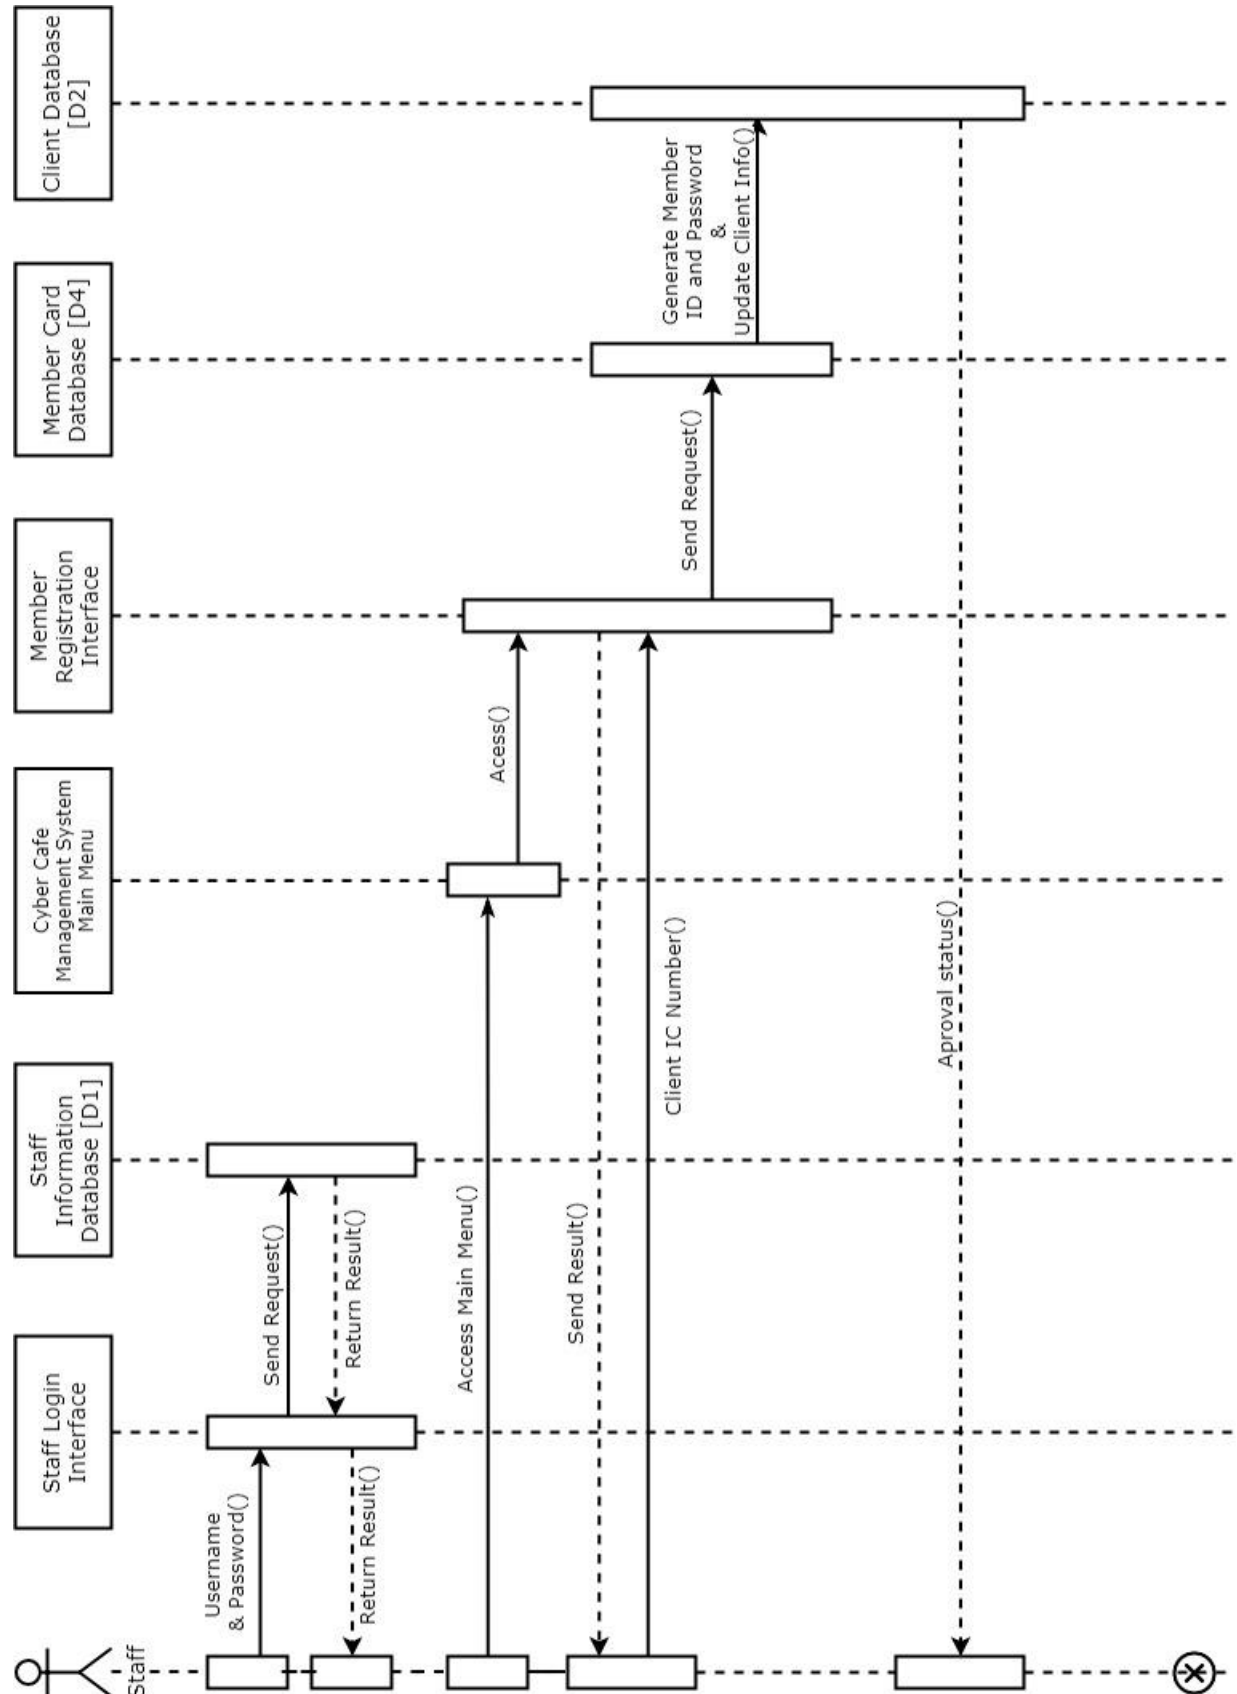 Staff
Staff Login
Interface
Staff
Information
Database [D1]
Cyber Cafe
Management System
Main Menu
Member
Registration
Interface
Member Card
Database [D4]
Client Database
[D2]
Username
& Password()
Send Request()
Return Result()
Return Result()
Access Main Menu()
Acess()
Send Result()
Client IC Number()
Send Request()
Generate Member
ID and Password
&
Update Client Info()
Aproval status()